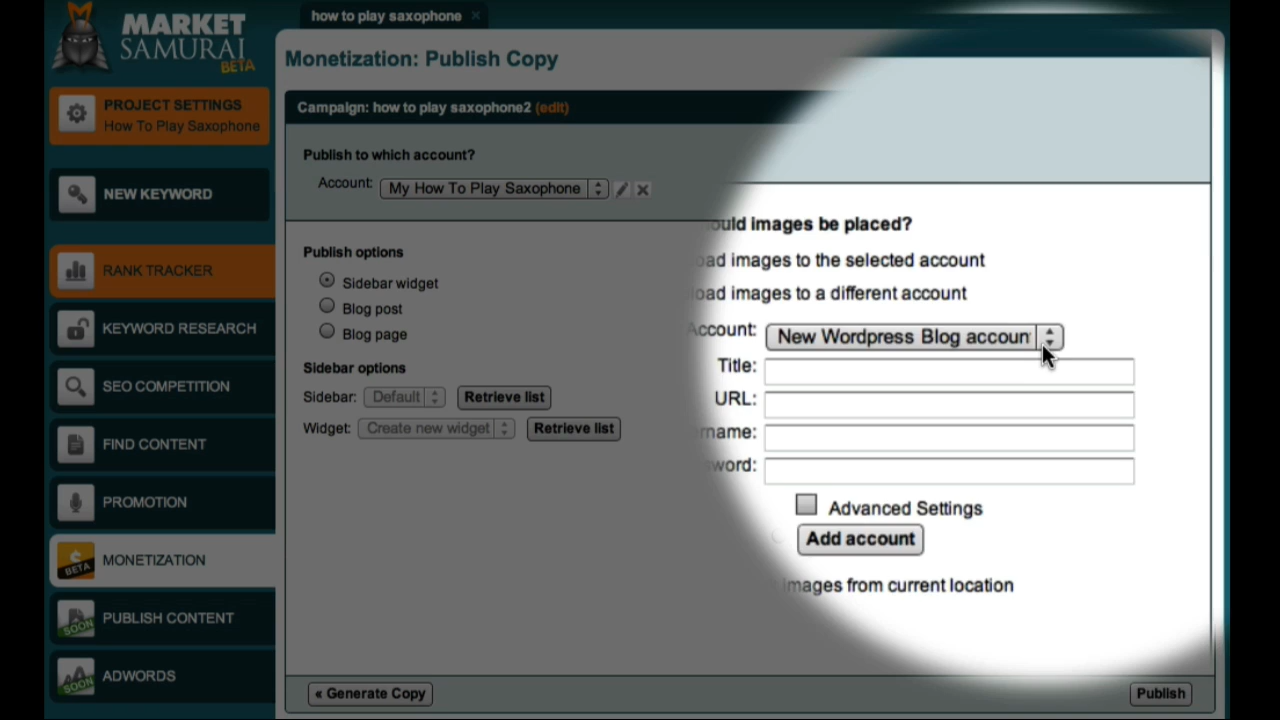 MARKET
SAMURAI
BETA
how to play saxophone
Monetization: Publish Copy
PROJECT SETTINGS
How To Play Saxophone
NEW KEYWORD
RANK TRACKER
KEYWORD RESEARCH
SEO COMPETITION
FIND CONTENT
PROMOTION
BETA
MONETIZATION
SOON
PUBLISH CONTENT
SOON
ADWORDS
Campaign: how to play saxophone2 (edit)
Publish to which account?
Account: My How To Play Saxophone
Publish options
Sidebar widget
Blog post
Blog page
Sidebar options
Sidebar: Default Retrieve list
Widget: Create new widget Retrieve list
ould images be placed?
oad images to the selected account
load images to a different account
Account: New Wordpress Blog accoun
Title:
URL:
rname:
sword:
Advanced Settings
Add account
images from current location
« Generate Copy
Publish